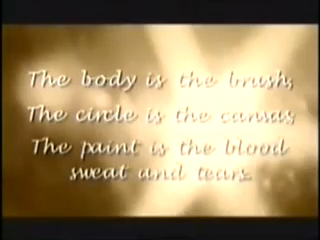 The body is the brush,
The circle is the canvas,
The paint is the blood
sweat and tears.